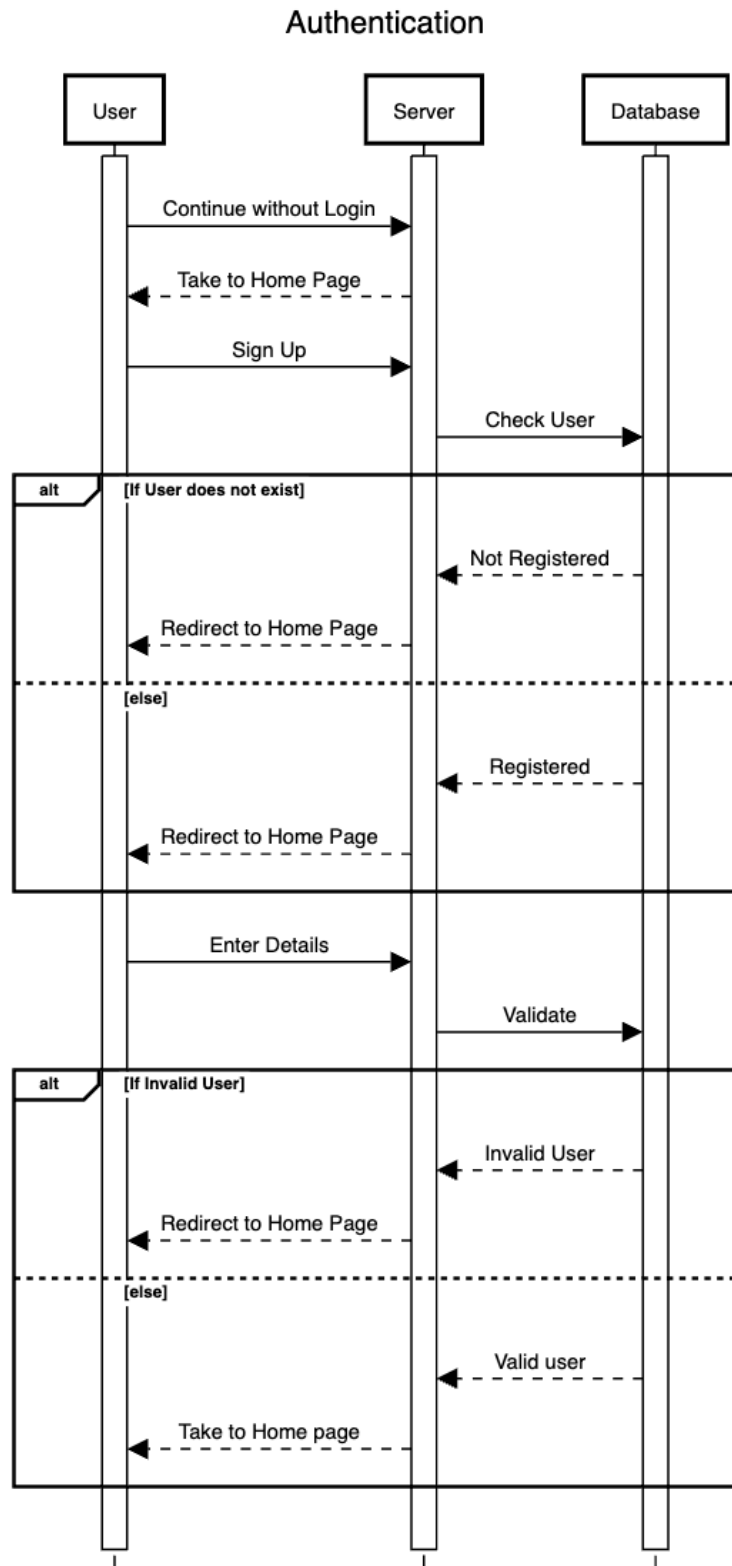 Authentication
User
Server
Database
Continue without Login
Take to Home Page
Sign Up
Check User
alt
[If User does not exist]
Not Registered
Redirect to Home Page
[else]
Registered
Redirect to Home Page
Enter Details
Validate
alt
[If Invalid User]
Invalid User
Redirect to Home Page
[else]
Valid user
Take to Home page